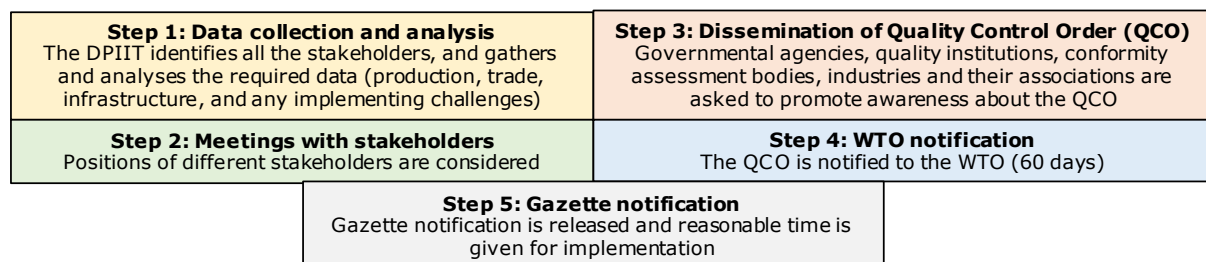 Step 1: Data collection and analysis
The DPIIT identifies all the stakeholders, and gathers
and analyses the required data (production, trade,
infrastructure, and any implementing challenges)
Step 2: Meetings with stakeholders
Positions of different stakeholders are considered
Step 3: Dissemination of Quality Control Order (QCO)
Governmental agencies, quality institutions, conformity
assessment bodies, industries and their associations are
asked to promote awareness about the QCO
Step 4: WTO notification
The QCO is notified to the WTO (60 days)
Step 5: Gazette notification
Gazette notification is released and reasonable time is
given for implementation